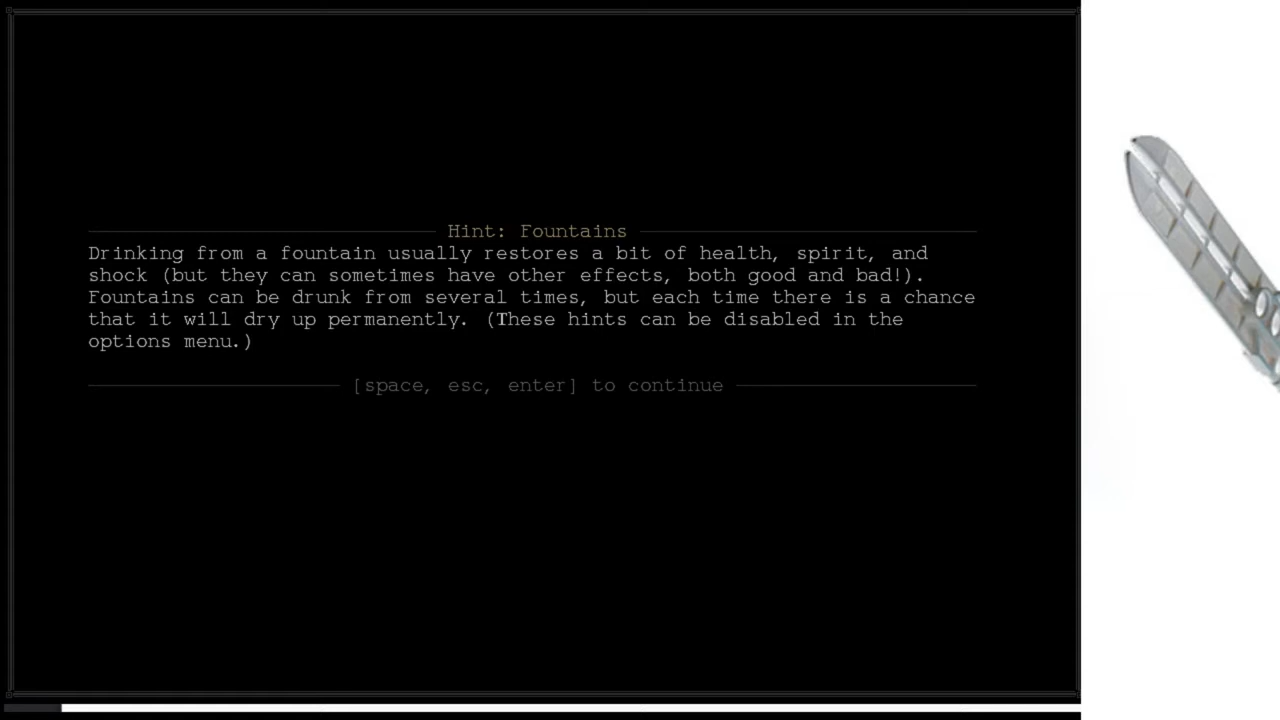 Hint: Fountains
Drinking from a fountain usually restores a bit of health, spirit, and
shock (but they can sometimes have other effects, both good and bad!).
Fountains can be drunk from several times, but each time there is a chance
that it will dry up permanently. (These hints can be disabled in the
options menu.)
[space, esc, enter] to continue